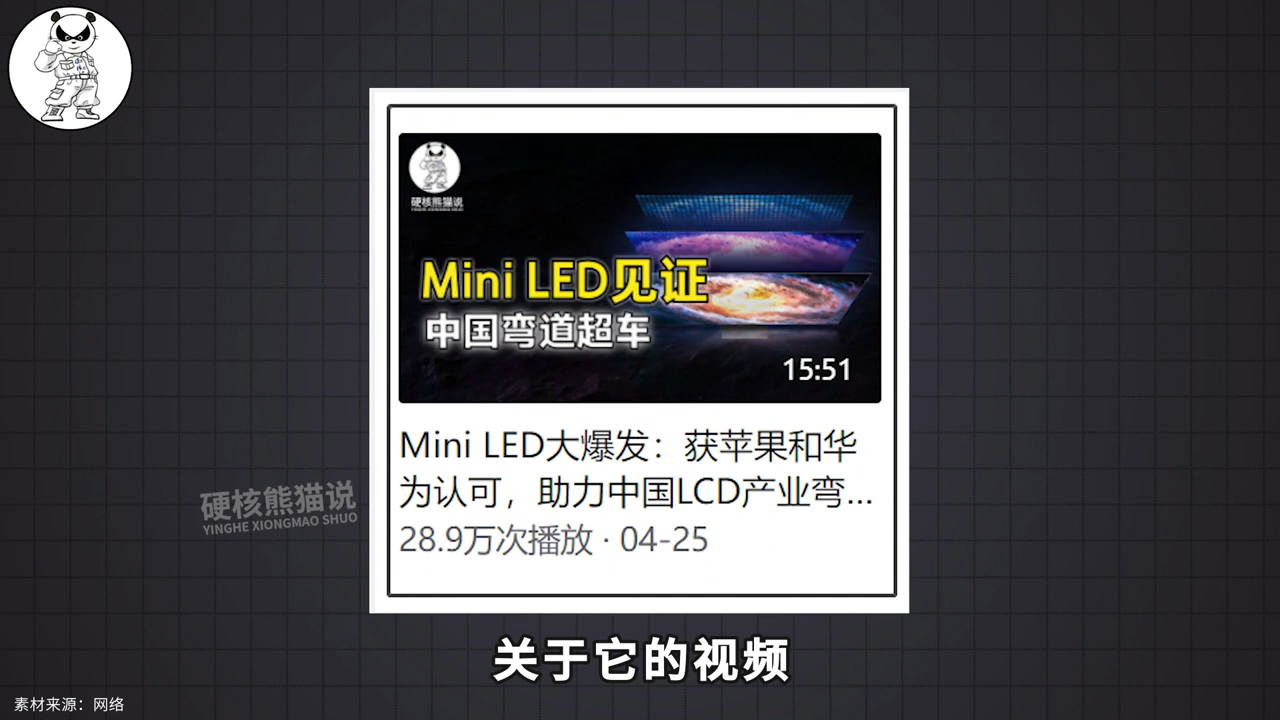 硬核熊猫说
Mini LED见证
中国弯道超车
15:51
Mini LED大爆发：获苹果和华
为认可，助力中国LCD产业弯...
28.9万次播放 · 04-25
硬核熊猫说
YINGHE XIONGMAO SHUO
关于它的视频
素材来源：网络